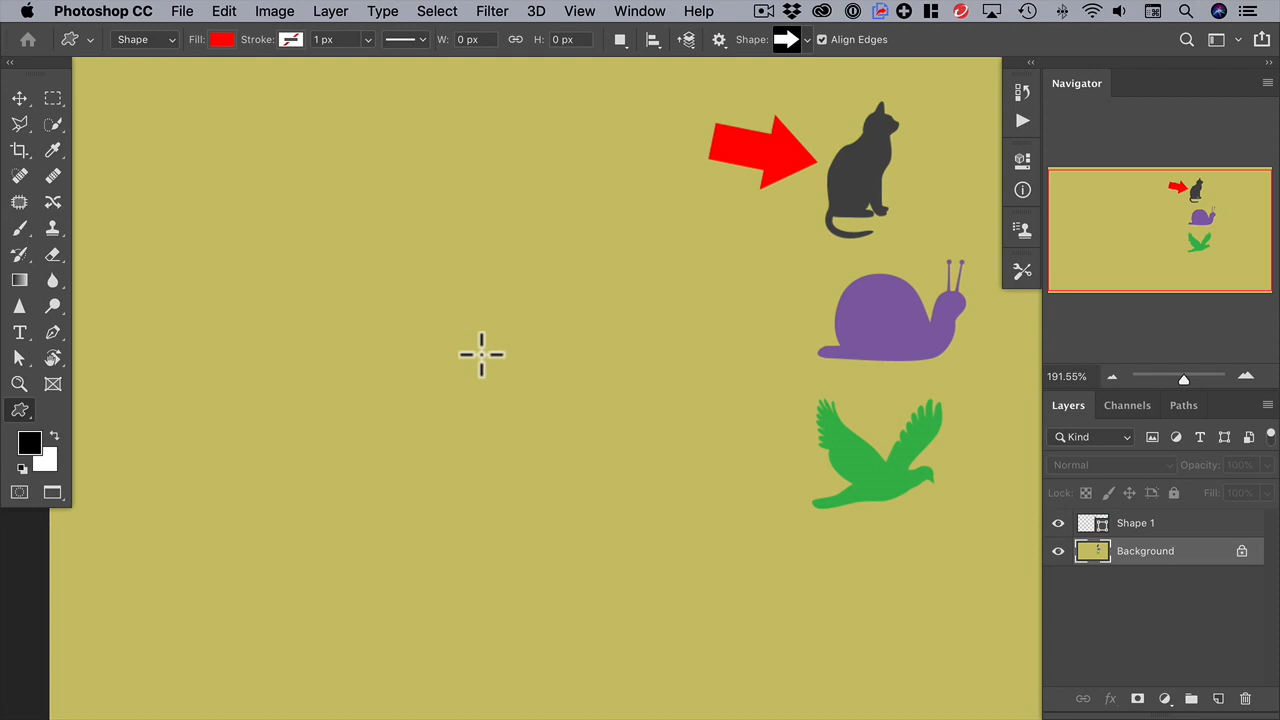 Photoshop CC File Edit Image Layer Type Select Filter 3D View Window Help
Shape Fill: Stroke: 1 px W: 0 px H: 0 px Shape: Align Edges
Navigator
191.55%
Layers Channels Paths
Kind
Normal Opacity: 100%
Lock: Fill: 100%
Shape 1
Background